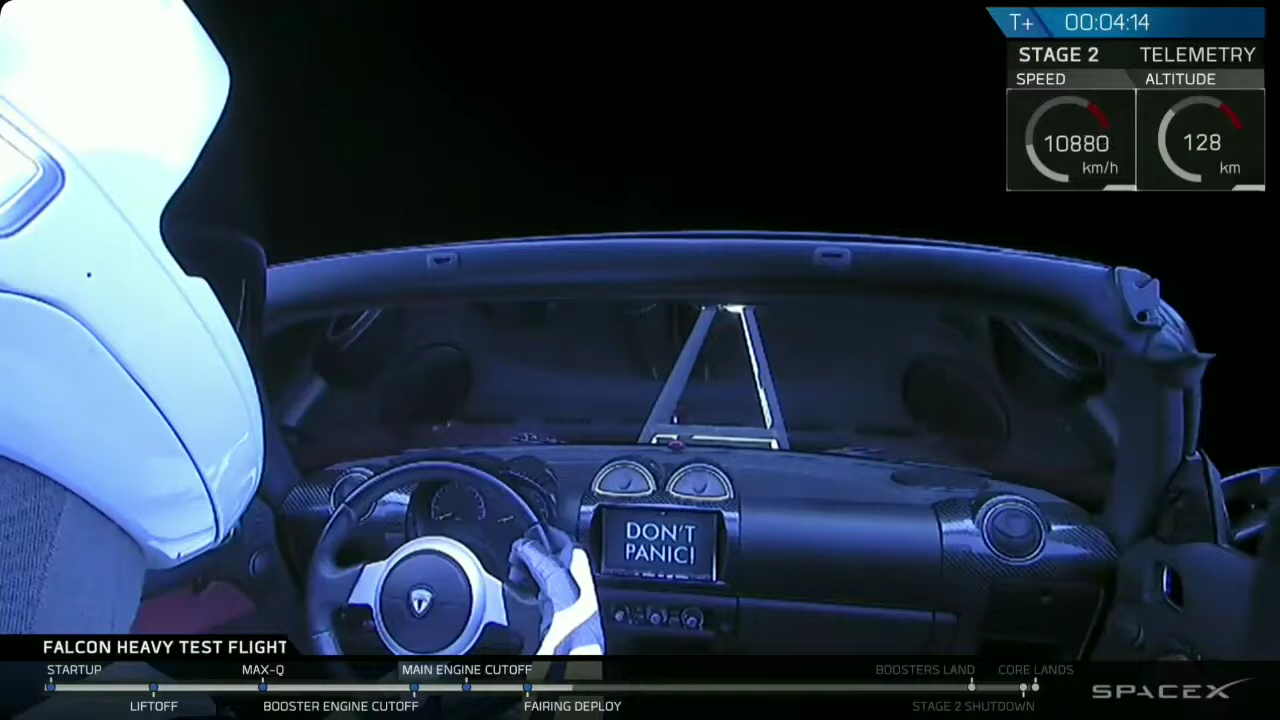 T+ 00:04:14
STAGE 2 TELEMETRY
SPEED ALTITUDE
10880 128
km/h km
DON'T
PANIC!
FALCON HEAVY TEST FLIGHT
STARTUP MAX-Q MAIN ENGINE CUTOFF BOOSTERS LAND CORE LANDS
LIFTOFF BOOSTER ENGINE CUTOFF FAIRING DEPLOY STAGE 2 SHUTDOWN
SPACEX